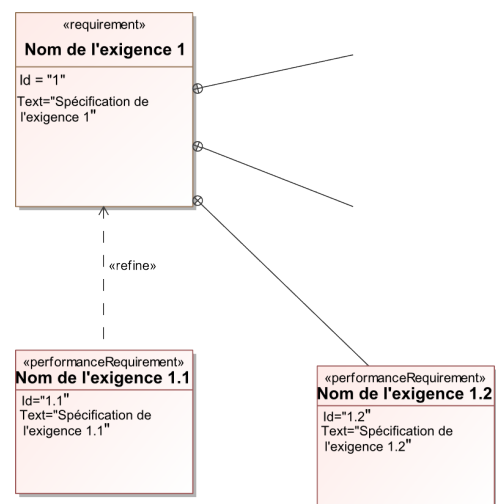 «requirement»
Nom de l'exigence 1
Id = "1"
Text="Spécification de
l'exigence 1"
«refine»
«performanceRequirement»
Nom de l'exigence 1.1
Id="1.1"
Text="Spécification de
l'exigence 1.1"
«performanceRequirement»
Nom de l'exigence 1.2
Id="1.2"
Text="Spécification de
l'exigence 1.2"